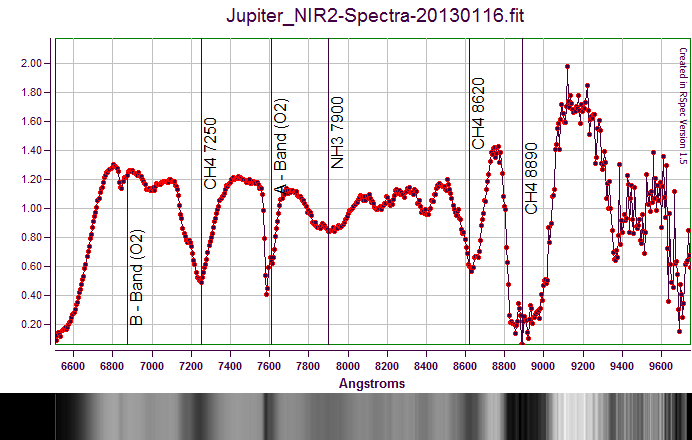 Jupiter_NIR2-Spectra-20130116.fit
2.00
1.80
1.60
1.40
1.20
1.00
0.80
0.60
0.40
0.20
B - Band (O2)
CH4 7250
A - Band (O2)
NH3 7900
CH4 8620
CH4 8890
Created in RSpec Version 1.5
6600 6800 7000 7200 7400 7600 7800 8000 8200 8400 8600 8800 9000 9200 9400 9600
Angstroms